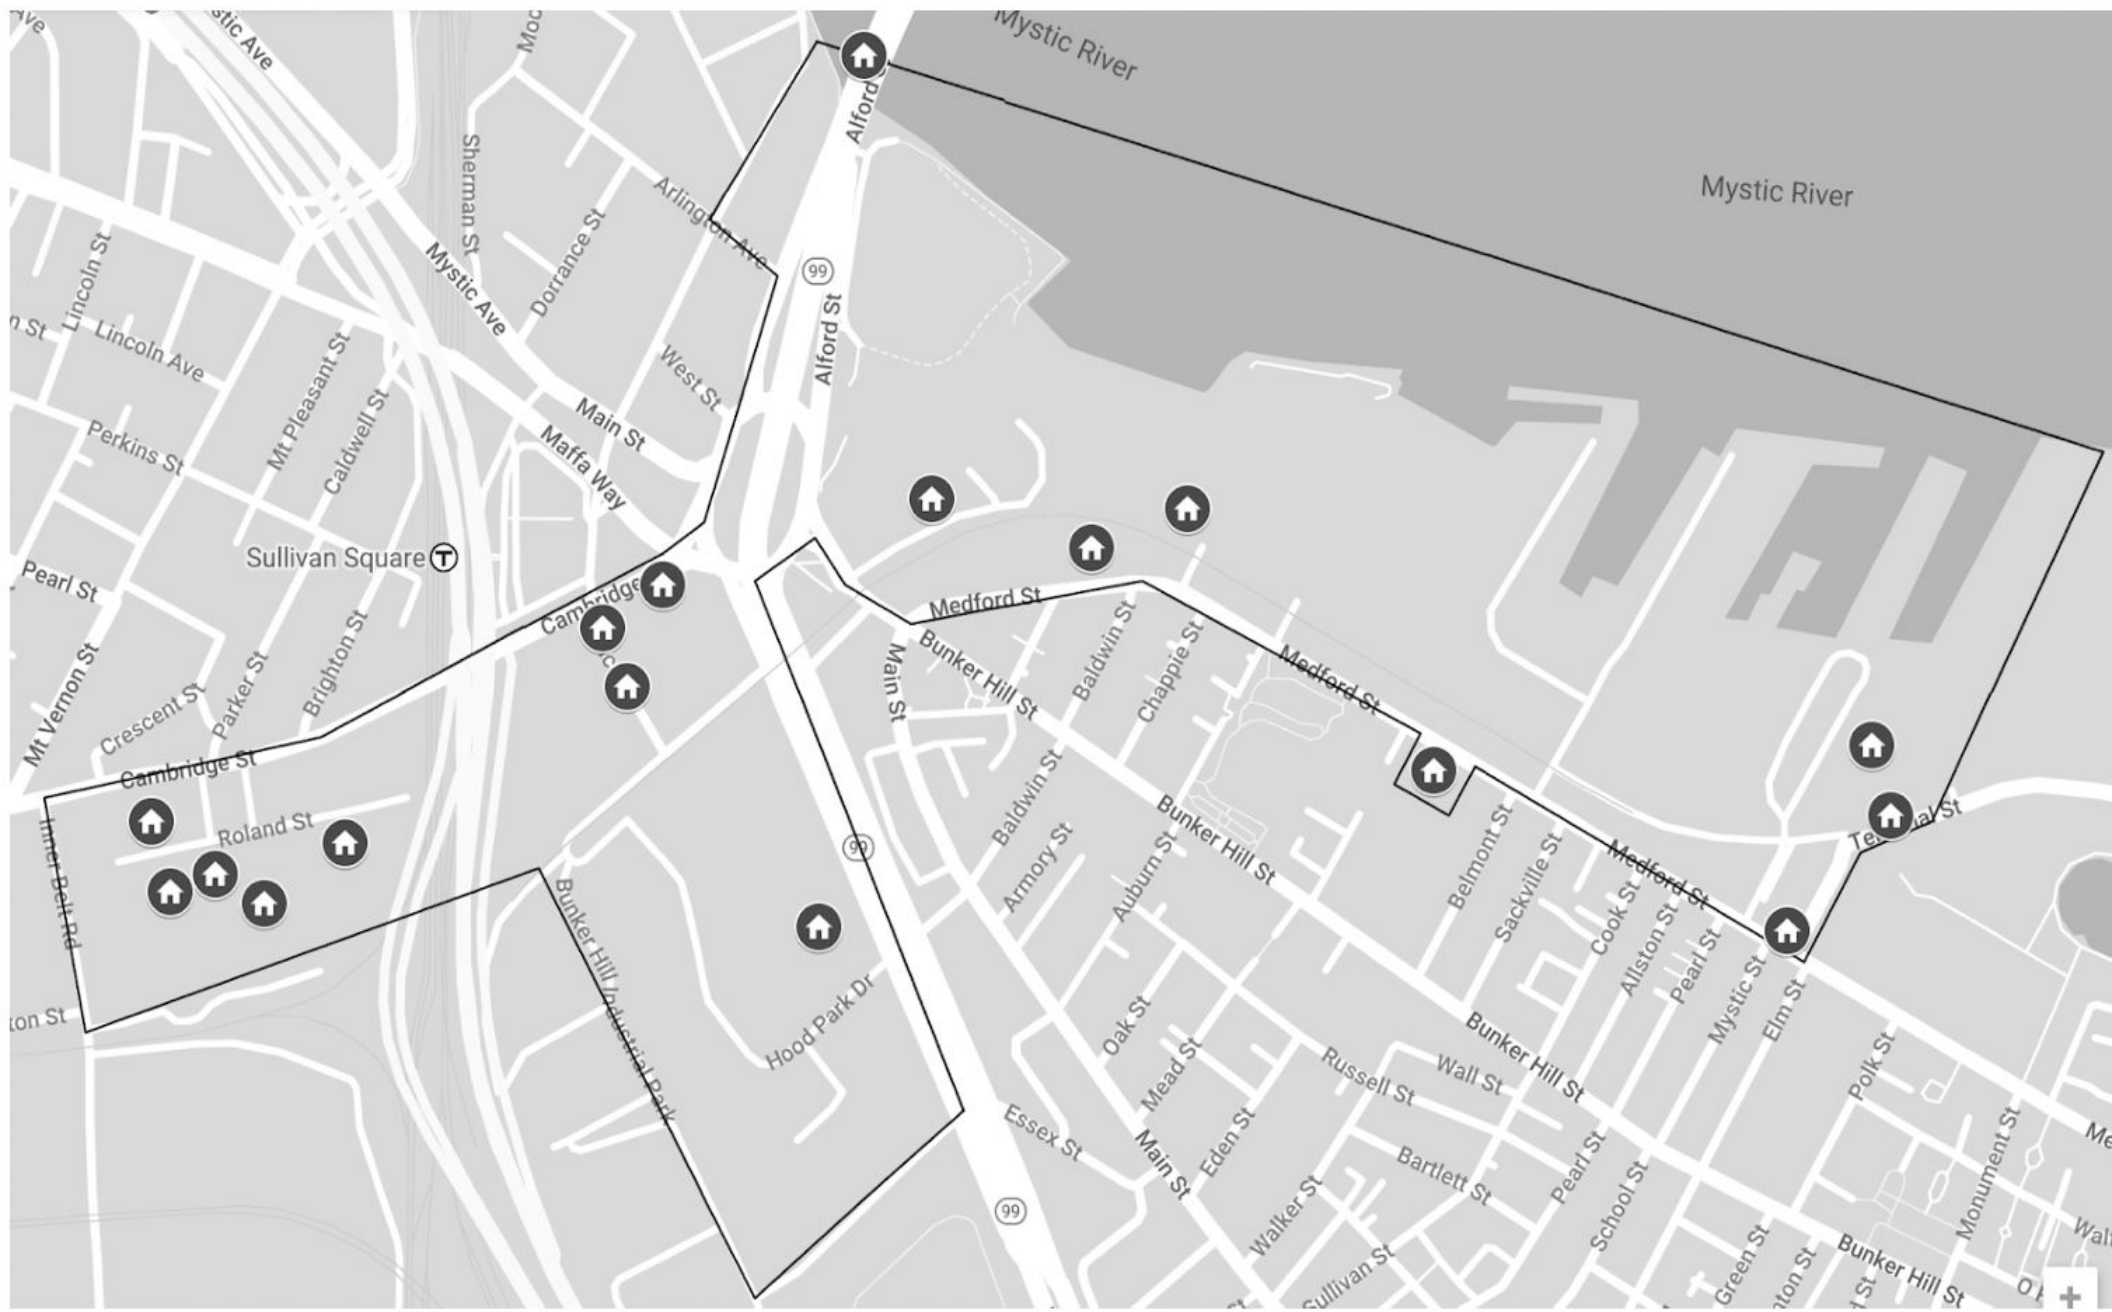 Mystic River
Mystic River
Alford
Sherman St
Arlington Ave
Dorrance St
Mystic Ave
99
Lincoln St
Lincoln Ave
Mt Pleasant St
Caldwell St
West St
Alford St
Main St
Maffa Way
Perkins St
Sullivan Square
T
Pearl St
Cambridge
Medford St
Mt Vernon St
Crescent St
Parker St
Brighton St
Main St
Bunker Hill St
Baldwin St
Chappie St
Medford St
Cambridge St
Inner Belt Rd
Roland St
99
Baldwin St
Armory St
Auburn St
Bunker Hill St
Belmont St
Sackville St
Medford St
Cook St
Allston St
Pearl St
Mystic St
Elm St
Bunker Hill Industrial Park
Hood Park Dr
ton St
Oak St
Mead St
Eden St
Russell St
Wall St
Bunker Hill St
Polk St
Essex St
Main St
Bartlett St
Pearl St
School St
Monument St
99
Walker St
Sullivan St
Green St
Bunker Hill St
+